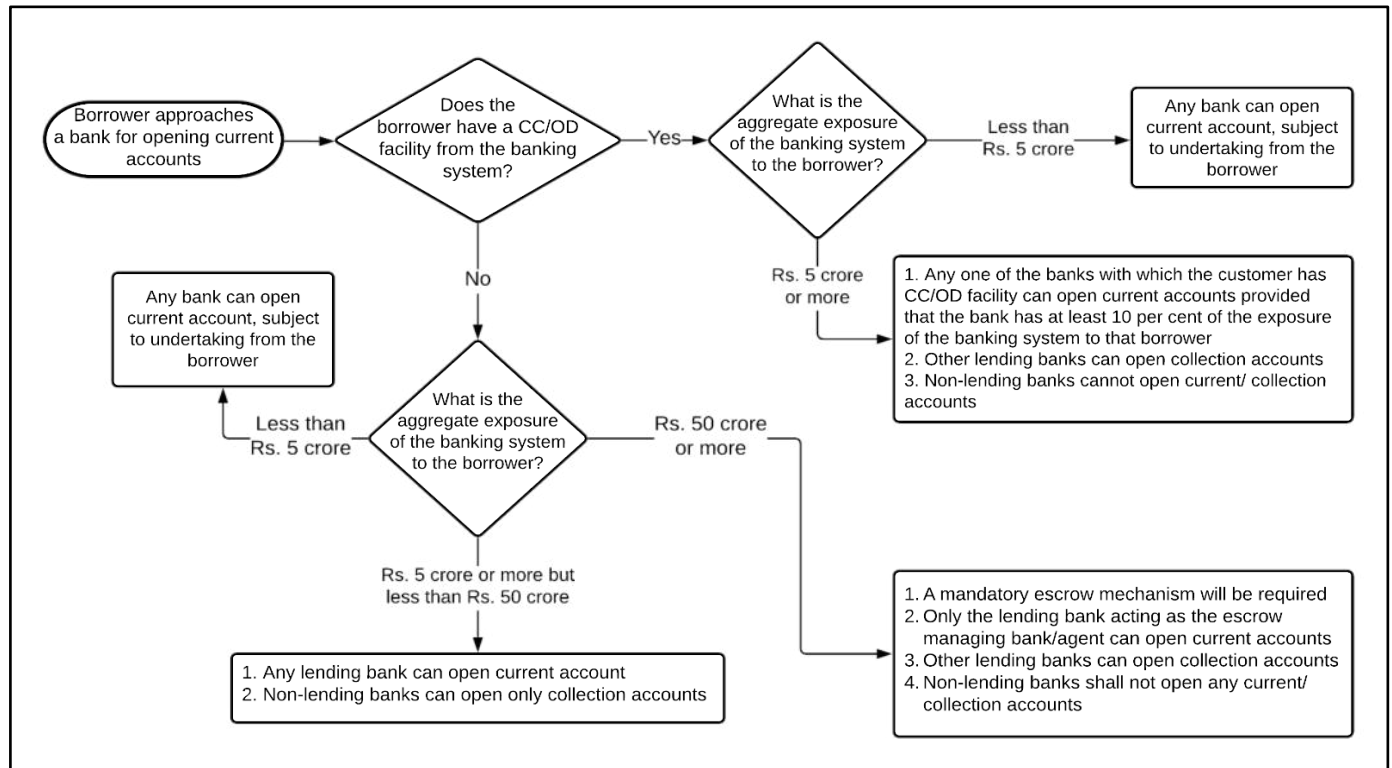 Borrower approaches
a bank for opening current
accounts
Does the
borrower have a CC/OD
facility from the banking
system?
Yes
What is the
aggregate exposure
of the banking system
to the borrower?
Less than
Rs. 5 crore
Any bank can open
current account, subject
to undertaking from the
borrower
Rs. 5 crore
or more
1. Any one of the banks with which the customer has
CC/OD facility can open current accounts provided
that the bank has at least 10 per cent of the exposure
of the banking system to that borrower
2. Other lending banks can open collection accounts
3. Non-lending banks cannot open current/ collection
accounts
No
Any bank can open
current account, subject
to undertaking from the
borrower
Less than
Rs. 5 crore
What is the
aggregate exposure
of the banking system
to the borrower?
Rs. 50 crore
or more
Rs. 5 crore or more but
less than Rs. 50 crore
1. Any lending bank can open current account
2. Non-lending banks can open only collection accounts
1. A mandatory escrow mechanism will be required
2. Only the lending bank acting as the escrow
managing bank/agent can open current accounts
3. Other lending banks can open collection accounts
4. Non-lending banks shall not open any current/
collection accounts